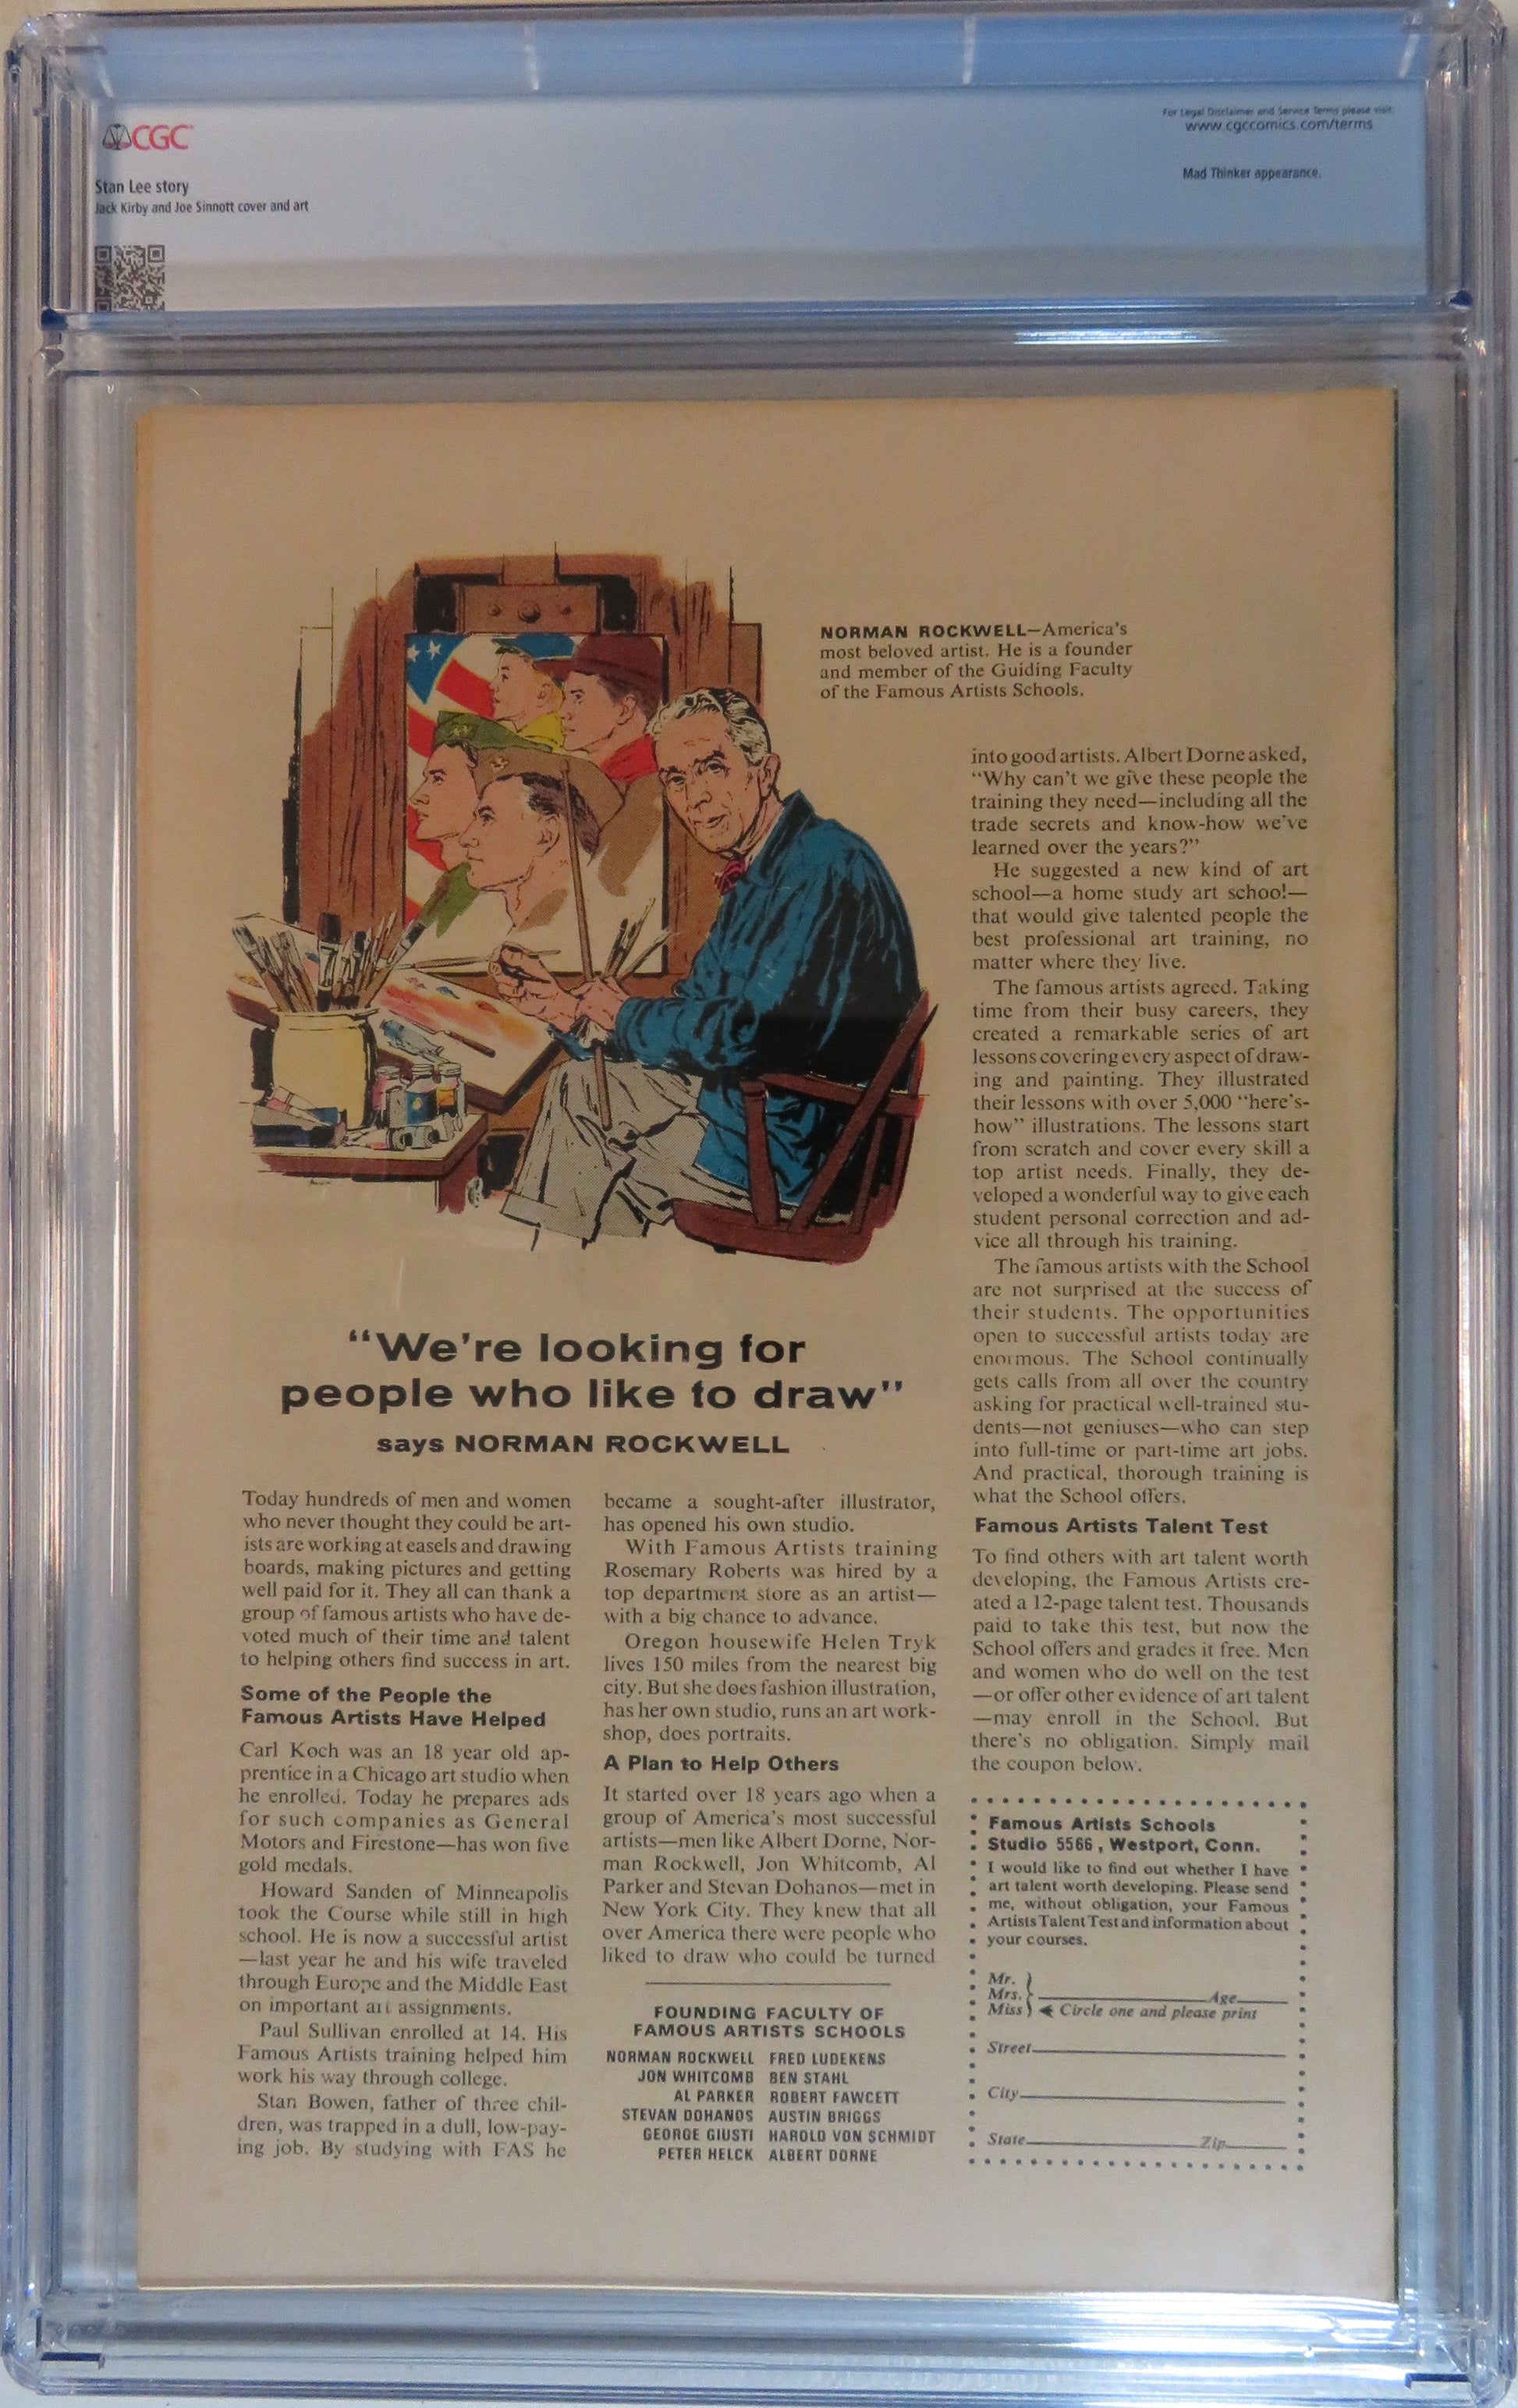 CGC
Stan Lee story
Jack Kirby and Joe Sinnott cover and art
For Legal Disclaimer and Service Terms please visit:
www.cgccomics.com/terms
Mad Thinker appearance.
NORMAN ROCKWELL—America's
most beloved artist. He is a founder
and member of the Guiding Faculty
of the Famous Artists Schools.
"We're looking for
people who like to draw"
says NORMAN ROCKWELL
Today hundreds of men and women
who never thought they could be art-
ists are working at easels and drawing
boards, making pictures and getting
well paid for it. They all can thank a
group of famous artists who have de-
voted much of their time and talent
to helping others find success in art.
Some of the People the
Famous Artists Have Helped
Carl Koch was an 18 year old ap-
prentice in a Chicago art studio when
he enrolled. Today he prepares ads
for such companies as General
Motors and Firestone—has won five
gold medals.
Howard Sanden of Minneapolis
took the Course while still in high
school. He is now a successful artist
—last year he and his wife traveled
through Europe and the Middle East
on important art assignments.
Paul Sullivan enrolled at 14. His
Famous Artists training helped him
work his way through college.
Stan Bowen, father of three chil-
dren, was trapped in a dull, low-pay-
ing job. By studying with FAS he
became a sought-after illustrator,
has opened his own studio.
With Famous Artists training
Rosemary Roberts was hired by a
top department store as an artist—
with a big chance to advance.
Oregon housewife Helen Tryk
lives 150 miles from the nearest big
city. But she does fashion illustration,
has her own studio, runs an art work-
shop, does portraits.
A Plan to Help Others
It started over 18 years ago when a
group of America's most successful
artists—men like Albert Dorne, Nor-
man Rockwell, Jon Whitcomb, Al
Parker and Stevan Dohanos—met in
New York City. They knew that all
over America there were people who
liked to draw who could be turned
FOUNDING FACULTY OF
FAMOUS ARTISTS SCHOOLS
NORMAN ROCKWELL FRED LUDEKENS
JON WHITCOMB BEN STAHL
AL PARKER ROBERT FAWCETT
STEVAN DOHANOS AUSTIN BRIGGS
GEORGE GIUSTI HAROLD VON SCHMIDT
PETER HELCK ALBERT DORNE
into good artists. Albert Dorne asked,
"Why can't we give these people the
training they need—including all the
trade secrets and know-how we've
learned over the years?"
He suggested a new kind of art
school—a home study art school—
that would give talented people the
best professional art training, no
matter where they live.
The famous artists agreed. Taking
time from their busy careers, they
created a remarkable series of art
lessons covering every aspect of draw-
ing and painting. They illustrated
their lessons with over 5,000 "here's-
how" illustrations. The lessons start
from scratch and cover every skill a
top artist needs. Finally, they de-
veloped a wonderful way to give each
student personal correction and ad-
vice all through his training.
The famous artists with the School
are not surprised at the success of
their students. The opportunities
open to successful artists today are
enormous. The School continually
gets calls from all over the country
asking for practical well-trained stu-
dents—not geniuses—who can step
into full-time or part-time art jobs.
And practical, thorough training is
what the School offers.
Famous Artists Talent Test
To find others with art talent worth
developing, the Famous Artists cre-
ated a 12-page talent test. Thousands
paid to take this test, but now the
School offers and grades it free. Men
and women who do well on the test
—or offer other evidence of art talent
—may enroll in the School. But
there's no obligation. Simply mail
the coupon below.
Famous Artists Schools
Studio 5566, Westport, Conn.
I would like to find out whether I have
art talent worth developing. Please send
me, without obligation, your Famous
Artists Talent Test and information about
your courses.
Mr.
Mrs. Age
Miss Circle one and please print
Street
City
State Zip